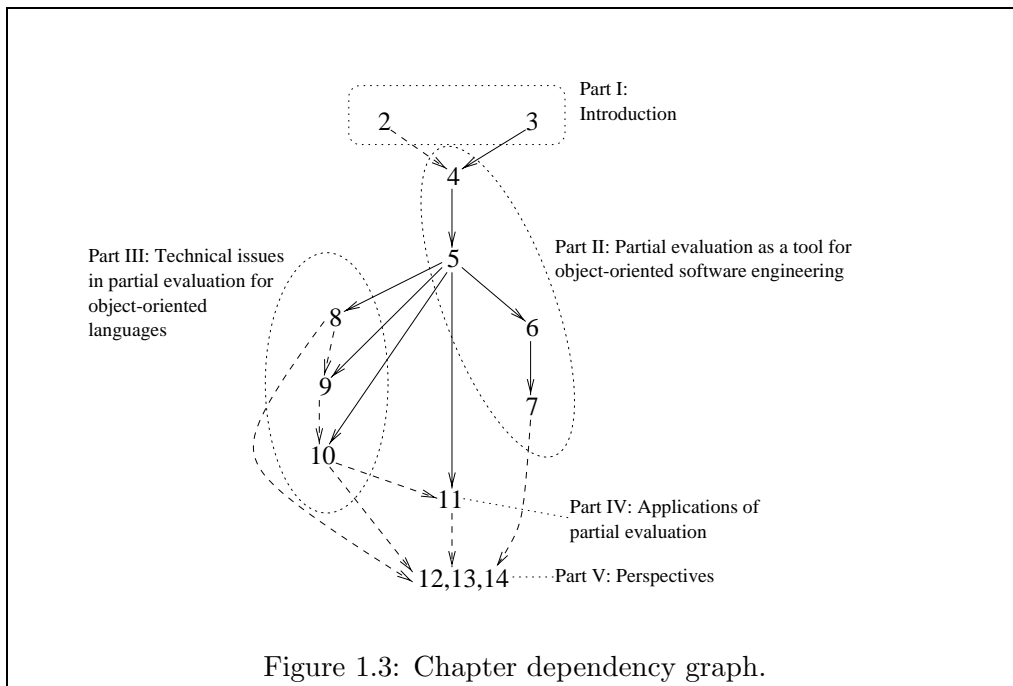 Part I:
Introduction
2
3
4
5
Part III: Technical issues
in partial evaluation for
object-oriented
languages
Part II: Partial evaluation as a tool for
object-oriented software engineering
8
6
9
7
10
11
Part IV: Applications of
partial evaluation
12,13,14
Part V: Perspectives
Figure 1.3: Chapter dependency graph.